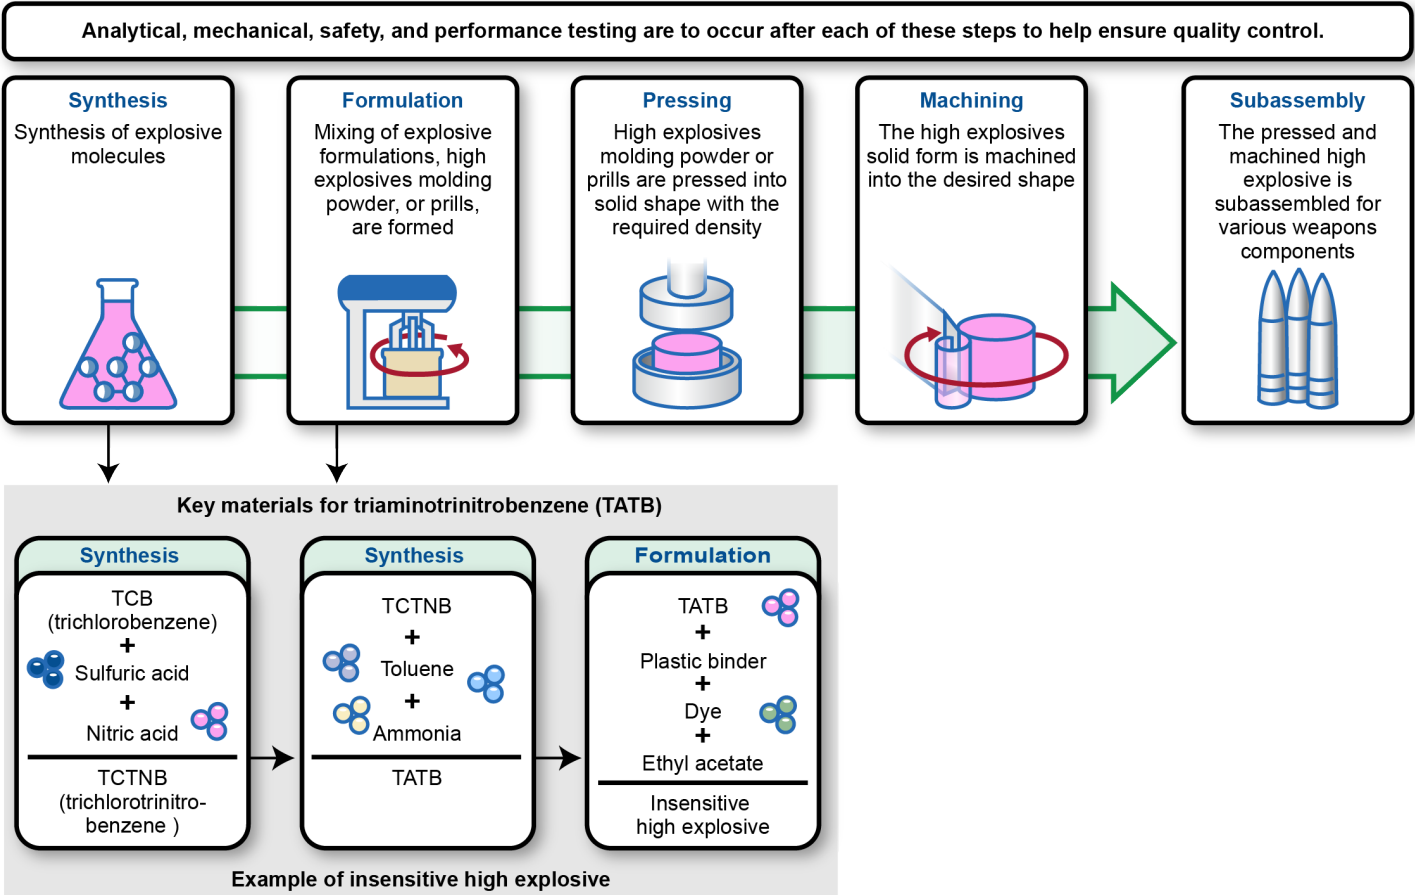 Analytical, mechanical, safety, and performance testing are to occur after each of these steps to help ensure quality control.
Synthesis
Synthesis of explosive
molecules
Formulation
Mixing of explosive
formulations, high
explosives molding
powder, or prills,
are formed
Pressing
High explosives
molding powder or
prills are pressed into
solid shape with the
required density
Machining
The high explosives
solid form is machined
into the desired shape
Subassembly
The pressed and
machined high
explosive is
subassembled for
various weapons
components
Key materials for triaminotrinitrobenzene (TATB)
Synthesis
TCB
(trichlorobenzene)
+
Sulfuric acid
+
Nitric acid
TCTNB
(trichlorotrinitro-
benzene )
Synthesis
TCTNB
+
Toluene
+
Ammonia
TATB
Formulation
TATB
+
Plastic binder
+
Dye
+
Ethyl acetate
Insensitive
high explosive
Example of insensitive high explosive